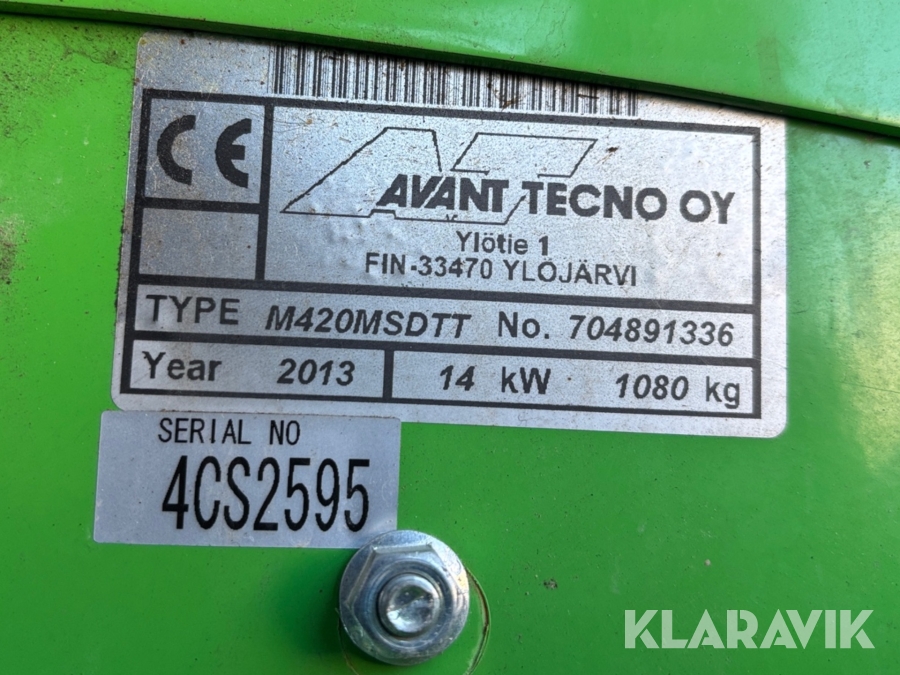 CE
AVANT TECNO OY
Ylötie 1
FIN-33470 YLÖJÄRVI
TYPE M420MSDTT No. 704891336
Year 2013 14 kW 1080 kg
SERIAL NO
4CS2595
KLARAVIK